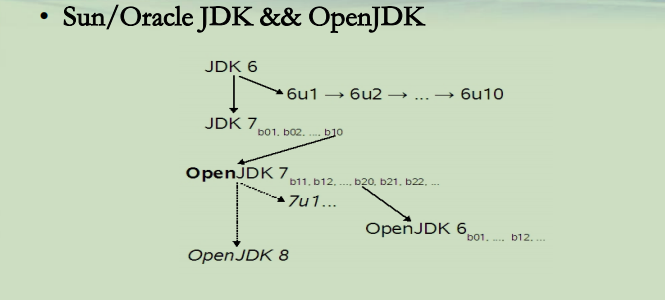 • Sun/Oracle JDK && OpenJDK
JDK 6
6u1 → 6u2 → ... → 6u10
JDK 7 b01, b02, ..., b10
OpenJDK 7 b11, b12, ..., b20, b21, b22, ...
7u1...
OpenJDK 6 b01, ..., b12, ...
OpenJDK 8